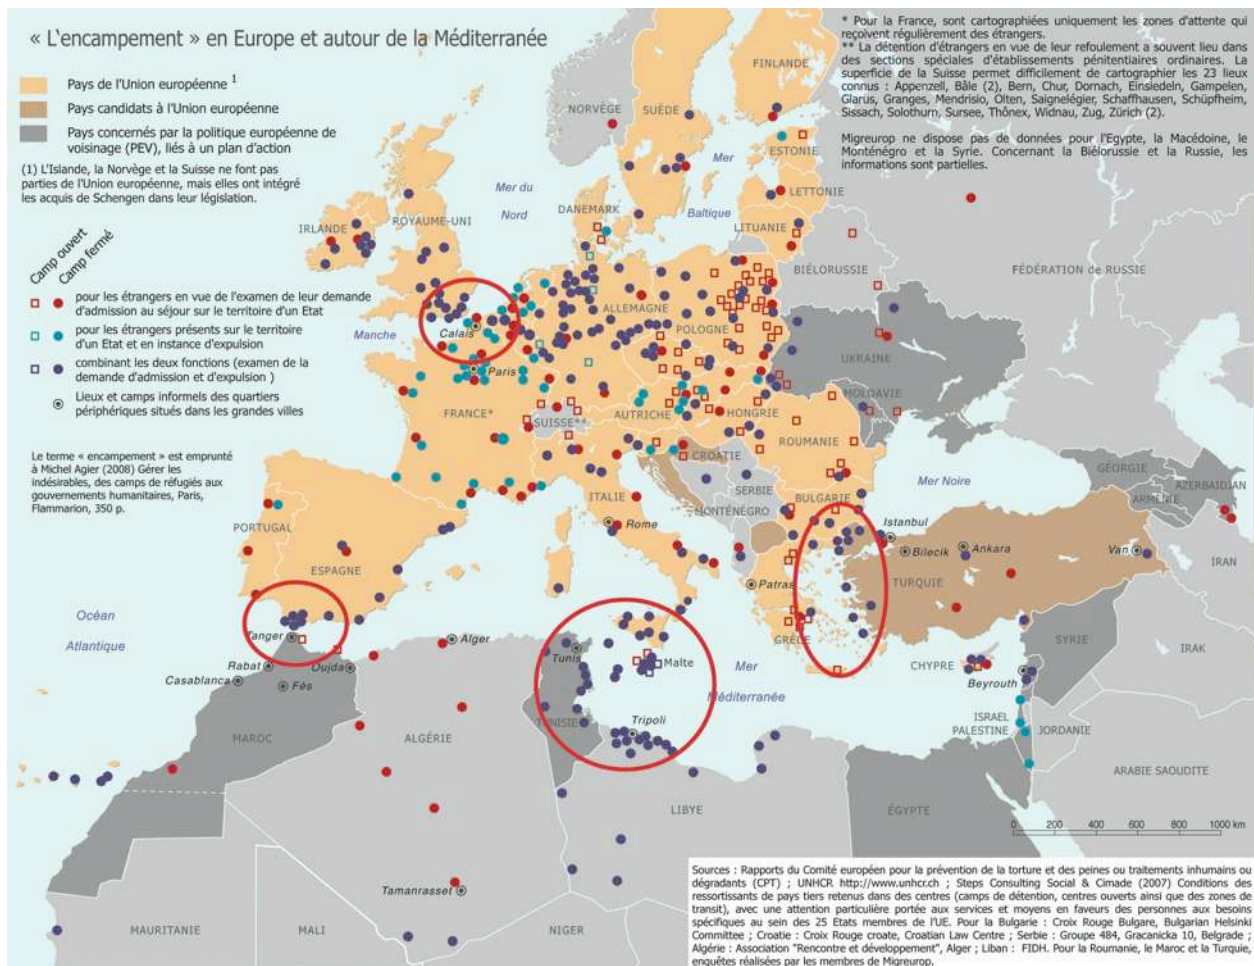 « L'encampement » en Europe et autour de la Méditerranée
Pays de l'Union européenne 1
Pays candidats à l'Union européenne
Pays concernés par la politique européenne de
voisinage (PEV), liés à un plan d'action
(1) L'Islande, la Norvège et la Suisse ne font pas
parties de l'Union européenne, mais elles ont intégré
les acquis de Schengen dans leur législation.
Camp ouvert
Camp fermé
pour les étrangers en vue de l'examen de leur demande
d'admission au séjour sur le territoire d'un Etat
pour les étrangers présents sur le territoire
d'un Etat et en instance d'expulsion
combinant les deux fonctions (examen de la
demande d'admission et d'expulsion )
Lieux et camps informels des quartiers
périphériques situés dans les grandes villes
Le terme « encampement » est emprunté
à Michel Agier (2008) Gérer les
indésirables, des camps de réfugiés aux
gouvernements humanitaires, Paris,
Flammarion, 350 p.
* Pour la France, sont cartographiées uniquement les zones d'attente qui
reçoivent régulièrement des étrangers.
** La détention d'étrangers en vue de leur refoulement a souvent lieu dans
des sections spéciales d'établissements pénitentiaires ordinaires. La
superficie de la Suisse permet difficilement de cartographier les 23 lieux
connus : Appenzell, Bâle (2), Bern, Chur, Dornach, Einsiedeln, Gampelen,
Glarus, Granges, Mendrisio, Olten, Saignelégier, Schaffhausen, Schüpfheim,
Sissach, Solothurn, Sursee, Thônex, Widnau, Zug, Zürich (2).
Migreurop ne dispose pas de données pour l'Egypte, la Macédoine, le
Monténégro et la Syrie. Concernant la Biélorussie et la Russie, les
informations sont partielles.
FINLANDE
NORVÈGE
SUÈDE
ESTONIE
Mer
Baltique
LETTONIE
Mer du
Nord
DANEMARK
LITUANIE
ROYAUME-UNI
IRLANDE
BIÉLORUSSIE
FÉDÉRATION de RUSSIE
ALLEMAGNE
POLOGNE
Manche
Calais
Paris
UKRAINE
MOLDAVIE
FRANCE*
SUISSE**
AUTRICHE
HONGRIE
ROUMANIE
CROATIE
SERBIE
MONTÉNÉGRO
BULGARIE
ITALIE
Mer Noire
GÉORGIE
AZERBAIDJAN
ARMÉNIE
PORTUGAL
ESPAGNE
Rome
Istanbul
Bilecik
Ankara
Van
IRAN
Patras
TURQUIE
GRÈCE
Océan
Atlantique
Tanger
Alger
Tunis
Malte
Mer
Méditerranée
CHYPRE
SYRIE
IRAK
Rabat
Oujda
Casablanca
Fès
Beyrouth
Tripoli
TUNISIE
ISRAEL
PALESTINE
JORDANIE
MAROC
ALGÉRIE
ARABIE SAOUDITE
LIBYE
ÉGYPTE
0 200 400 600 800 1000 km
Tamanrasset
MAURITANIE
MALI
NIGER
Sources : Rapports du Comité européen pour la prévention de la torture et des peines ou traitements inhumains ou
dégradants (CPT) ; UNHCR http://www.unhcr.ch ; Steps Consulting Social & Cimade (2007) Conditions des
ressortissants de pays tiers retenus dans des centres (camps de détention, centres ouverts ainsi que des zones de
transit), avec une attention particulière portée aux services et moyens en faveurs des personnes aux besoins
spécifiques au sein des 25 Etats membres de l'UE. Pour la Bulgarie : Croix Rouge Bulgare, Bulgarian Helsinki
Committee ; Croatie : Croix Rouge croate, Croatian Law Centre ; Serbie : Groupe 484, Gracanicka 10, Belgrade ;
Algérie : Association "Rencontre et développement", Alger ; Liban : FIDH. Pour la Roumanie, le Maroc et la Turquie,
enquêtes réalisées par les membres de Migreurop.